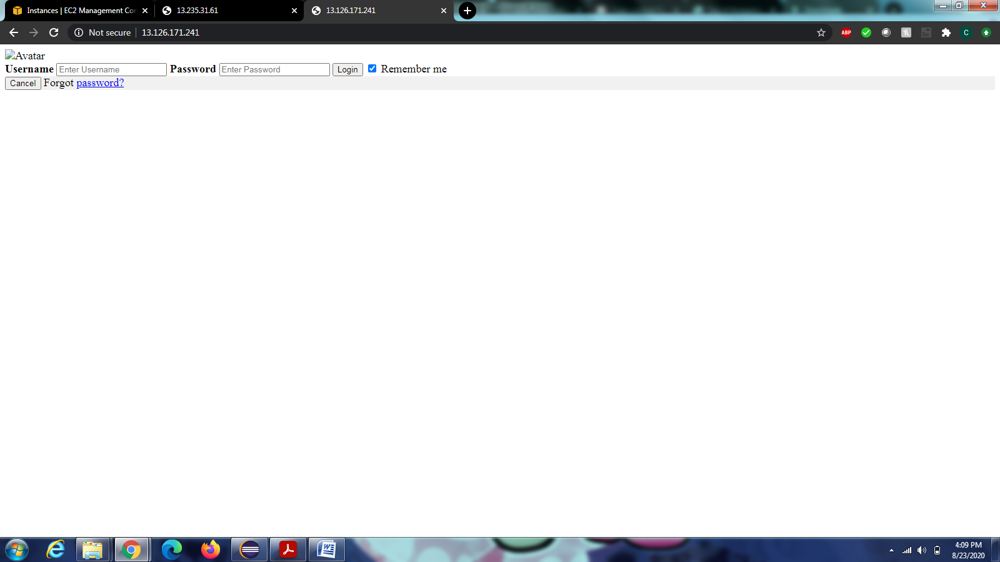 Instances | EC2 Management Cor
13.235.31.61
13.126.171.241
Not secure
13.126.171.241
ABP
C
Avatar
Username Enter Username Password Enter Password Login Remember me
Cancel Forgot password?
4:09 PM
8/23/2020